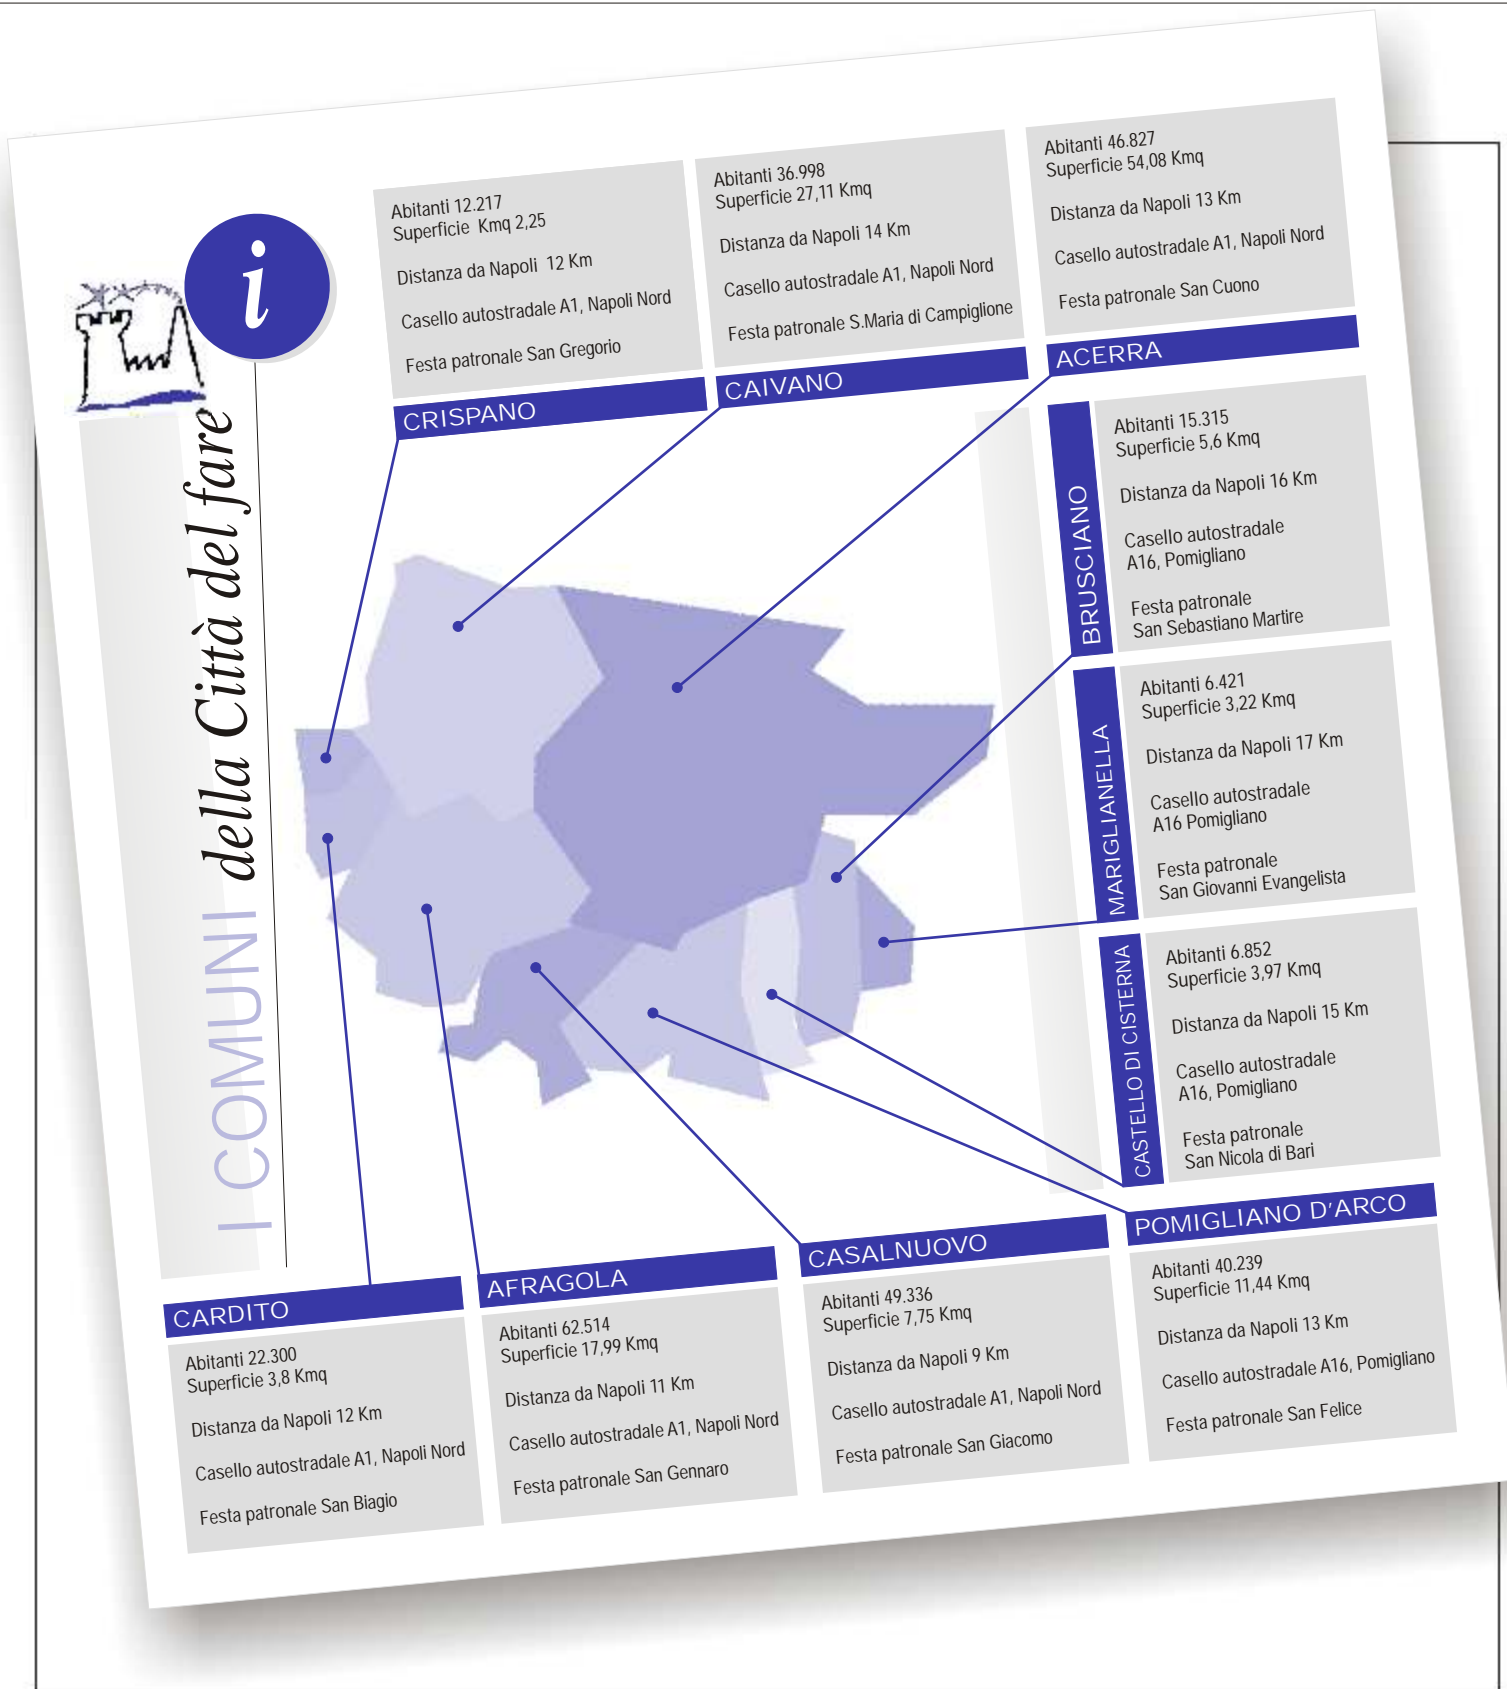 i
I COMUNI della Città del fare
Abitanti 12.217
Superficie Kmq 2,25
Distanza da Napoli 12 Km
Casello autostradale A1, Napoli Nord
Festa patronale San Gregorio
CRISPANO
Abitanti 36.998
Superficie 27,11 Kmq
Distanza da Napoli 14 Km
Casello autostradale A1, Napoli Nord
Festa patronale S.Maria di Campiglione
CAIVANO
Abitanti 46.827
Superficie 54,08 Kmq
Distanza da Napoli 13 Km
Casello autostradale A1, Napoli Nord
Festa patronale San Cuono
ACERRA
BRUSCIANO
Abitanti 15.315
Superficie 5,6 Kmq
Distanza da Napoli 16 Km
Casello autostradale
A16, Pomigliano
Festa patronale
San Sebastiano Martire
MARIGLIANELLA
Abitanti 6.421
Superficie 3,22 Kmq
Distanza da Napoli 17 Km
Casello autostradale
A16 Pomigliano
Festa patronale
San Giovanni Evangelista
CASTELLO DI CISTERNA
Abitanti 6.852
Superficie 3,97 Kmq
Distanza da Napoli 15 Km
Casello autostradale
A16, Pomigliano
Festa patronale
San Nicola di Bari
CARDITO
Abitanti 22.300
Superficie 3,8 Kmq
Distanza da Napoli 12 Km
Casello autostradale A1, Napoli Nord
Festa patronale San Biagio
AFRAGOLA
Abitanti 62.514
Superficie 17,99 Kmq
Distanza da Napoli 11 Km
Casello autostradale A1, Napoli Nord
Festa patronale San Gennaro
CASALNUOVO
Abitanti 49.336
Superficie 7,75 Kmq
Distanza da Napoli 9 Km
Casello autostradale A1, Napoli Nord
Festa patronale San Giacomo
POMIGLIANO D'ARCO
Abitanti 40.239
Superficie 11,44 Kmq
Distanza da Napoli 13 Km
Casello autostradale A16, Pomigliano
Festa patronale San Felice